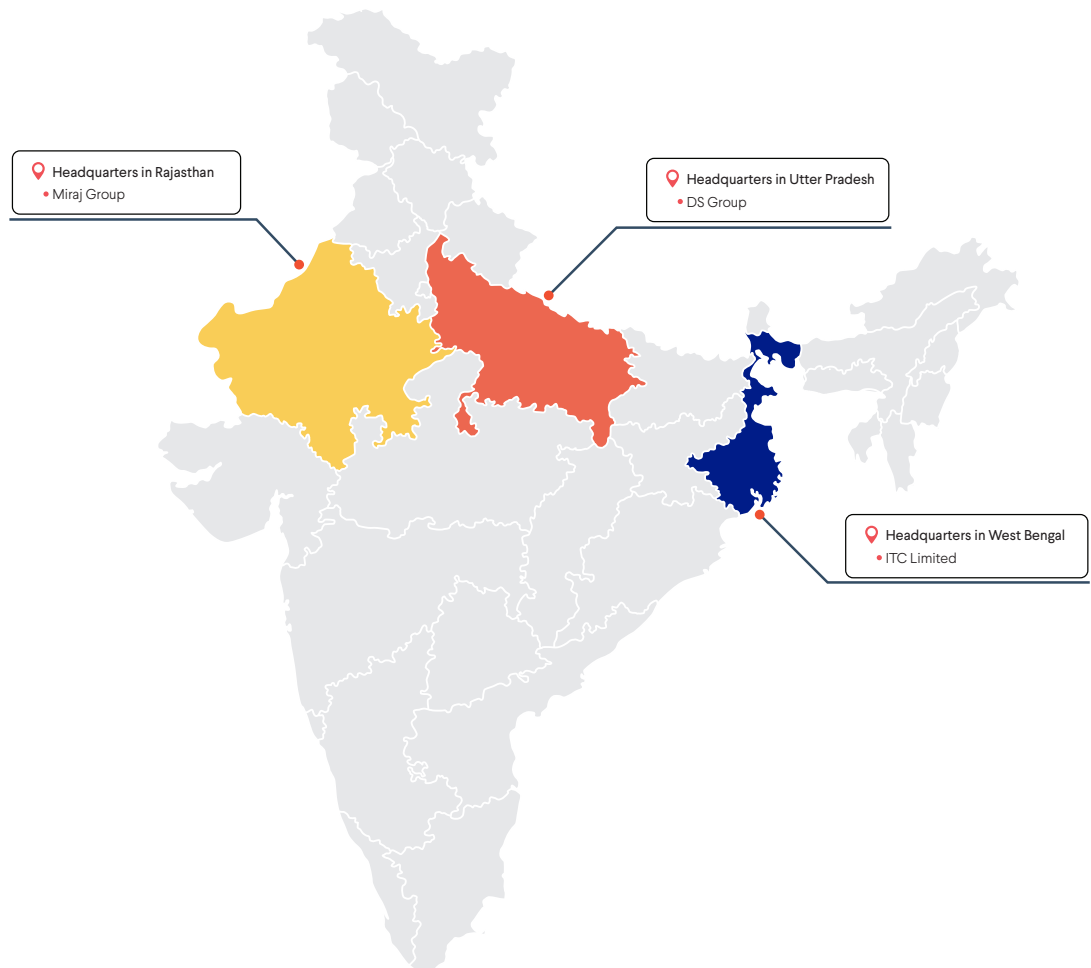 Headquarters in Rajasthan
• Miraj Group
Headquarters in Utter Pradesh
• DS Group
Headquarters in West Bengal
• ITC Limited